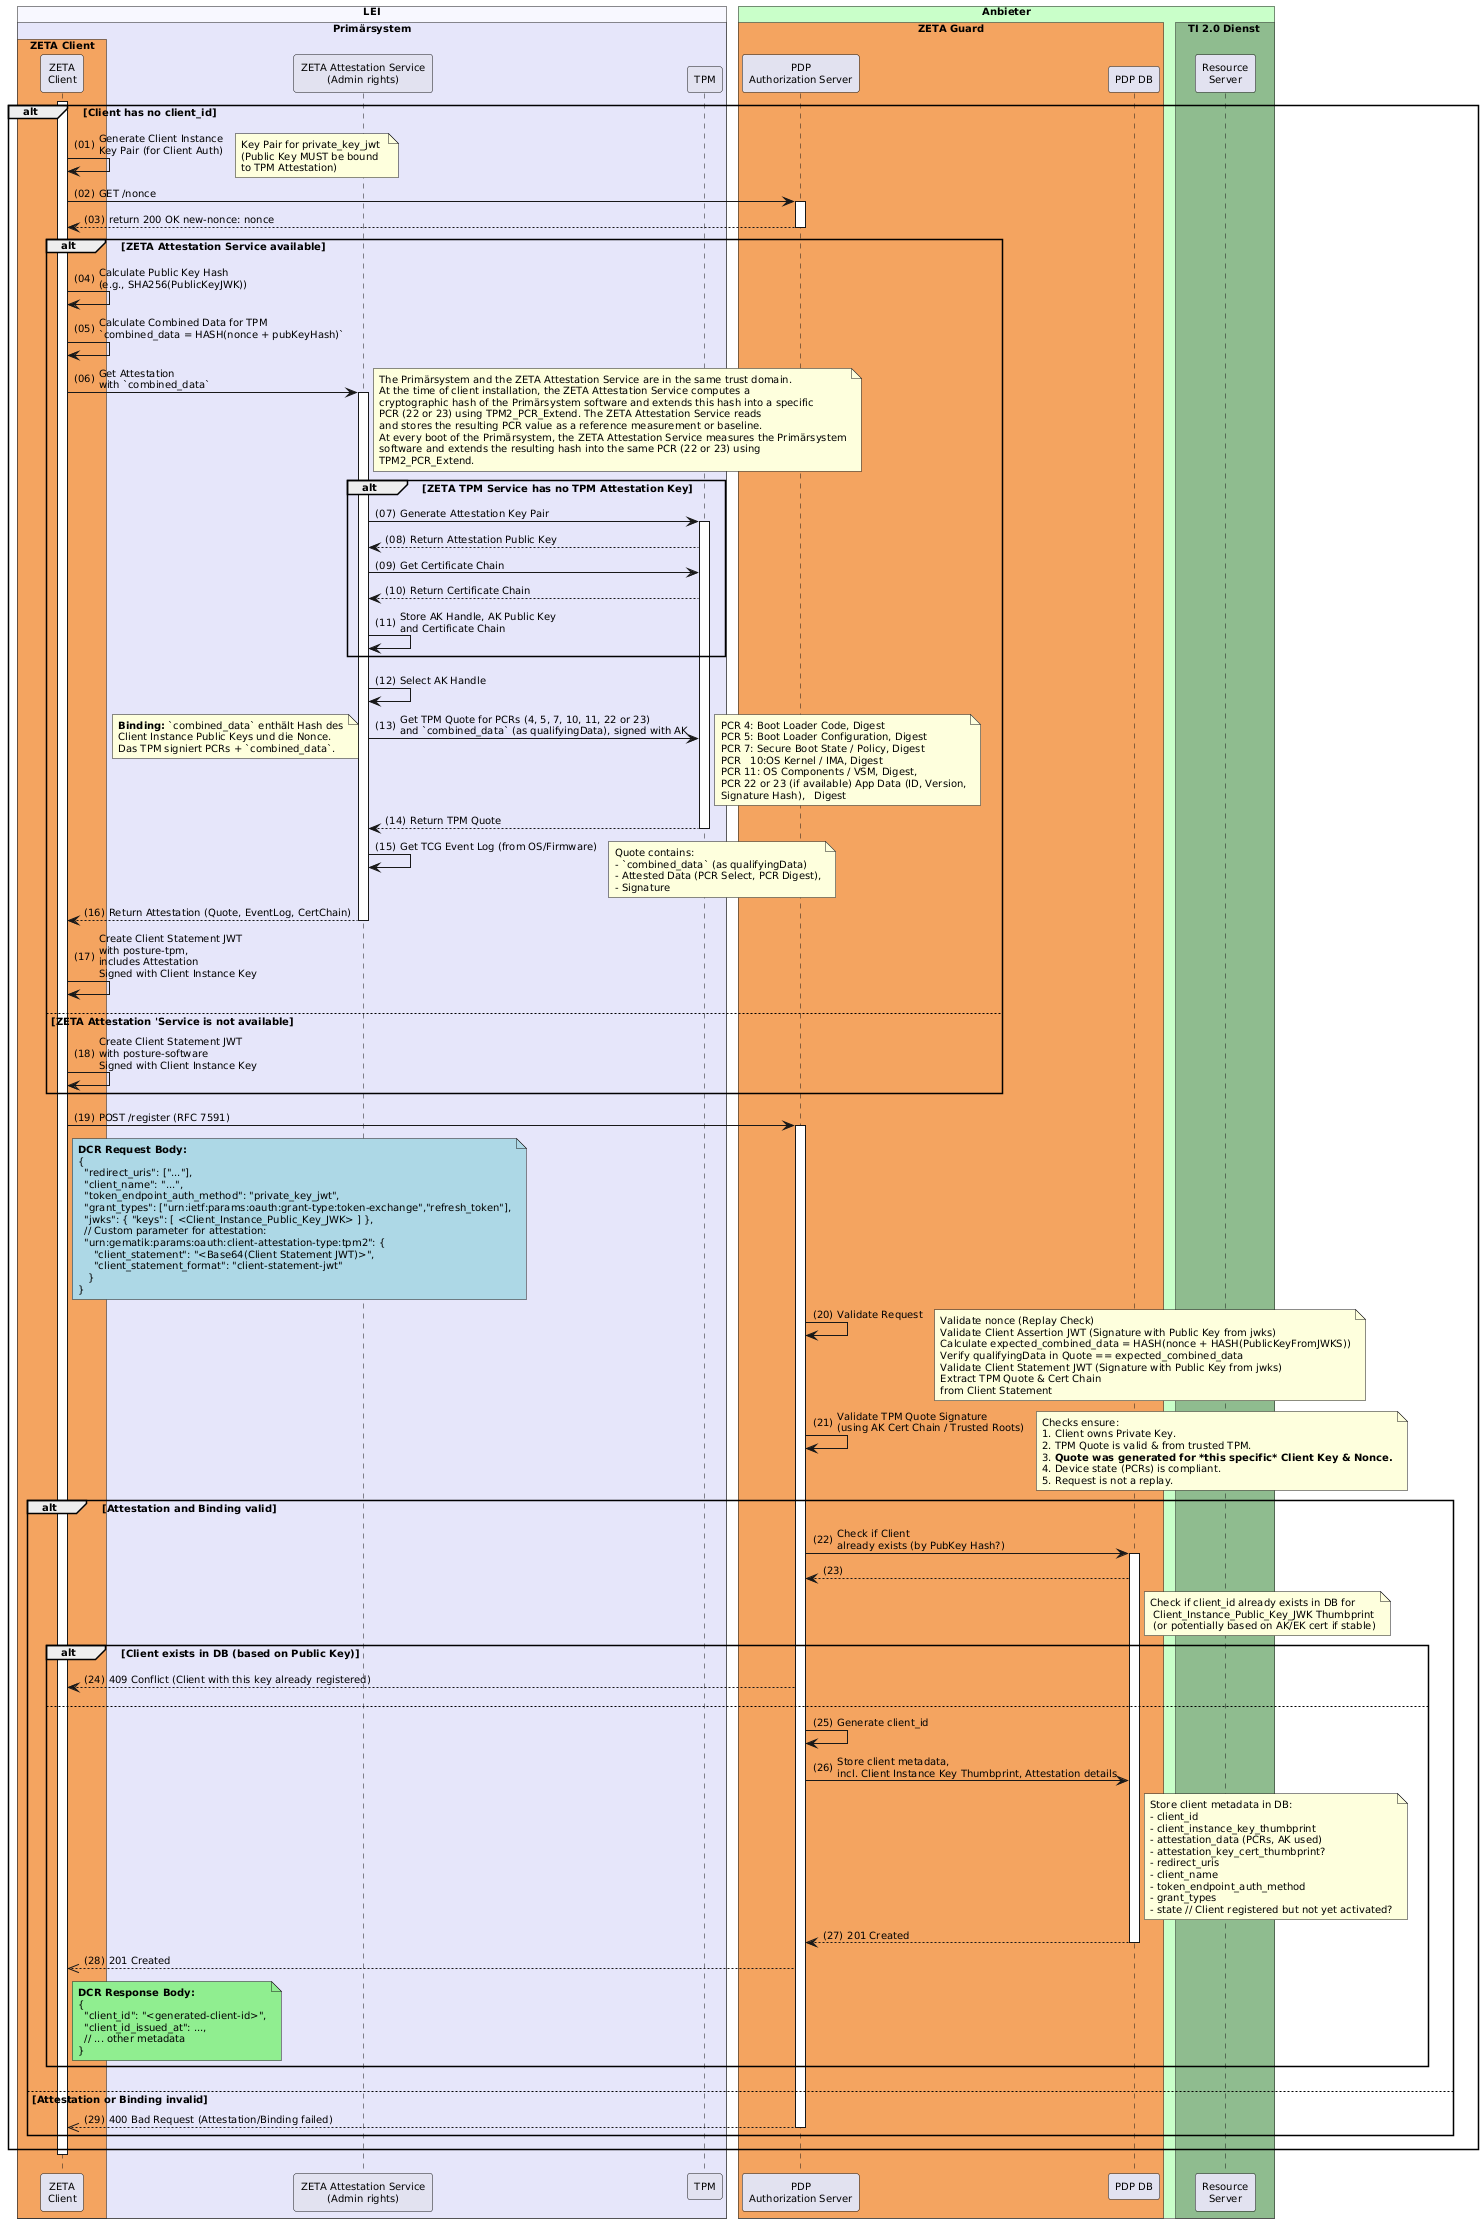 LEI
Anbieter
Primärsystem
ZETA Guard
TI 2.0 Dienst
ZETA Client
ZETA
Client
ZETA Attestation Service
(Admin rights)
TPM
PDP
Authorization Server
PDP DB
Resource
Server
alt
[Client has no client_id]
(01) Generate Client Instance
Key Pair (for Client Auth)
Key Pair for private_key_jwt
(Public Key MUST be bound
to TPM Attestation)
(02) GET /nonce
(03) return 200 OK new-nonce: nonce
alt
[ZETA Attestation Service available]
(04) Calculate Public Key Hash
(e.g., SHA256(PublicKeyJWK))
(05) Calculate Combined Data for TPM
`combined_data = HASH(nonce + pubKeyHash)`
(06) Get Attestation
with `combined_data`
The Primärsystem and the ZETA Attestation Service are in the same trust domain.
At the time of client installation, the ZETA Attestation Service computes a
cryptographic hash of the Primärsystem software and extends this hash into a specific
PCR (22 or 23) using TPM2_PCR_Extend. The ZETA Attestation Service reads
and stores the resulting PCR value as a reference measurement or baseline.
At every boot of the Primärsystem, the ZETA Attestation Service measures the Primärsystem
software and extends the resulting hash into the same PCR (22 or 23) using
TPM2_PCR_Extend.
alt
[ZETA TPM Service has no TPM Attestation Key]
(07) Generate Attestation Key Pair
(08) Return Attestation Public Key
(09) Get Certificate Chain
(10) Return Certificate Chain
(11) Store AK Handle, AK Public Key
and Certificate Chain
(12) Select AK Handle
Binding: `combined_data` enthält Hash des
Client Instance Public Keys und die Nonce.
Das TPM signiert PCRs + `combined_data`.
(13) Get TPM Quote for PCRs (4, 5, 7, 10, 11, 22 or 23)
and `combined_data` (as qualifyingData), signed with AK
PCR 4: Boot Loader Code, Digest
PCR 5: Boot Loader Configuration, Digest
PCR 7: Secure Boot State / Policy, Digest
PCR   10:OS Kernel / IMA, Digest
PCR 11: OS Components / VSM, Digest,
PCR 22 or 23 (if available) App Data (ID, Version,
Signature Hash),   Digest
(14) Return TPM Quote
(15) Get TCG Event Log (from OS/Firmware)
Quote contains:
- `combined_data` (as qualifyingData)
- Attested Data (PCR Select, PCR Digest),
- Signature
(16) Return Attestation (Quote, EventLog, CertChain)
(17) Create Client Statement JWT
with posture-tpm,
includes Attestation
Signed with Client Instance Key
[ZETA Attestation 'Service is not available]
(18) Create Client Statement JWT
with posture-software
Signed with Client Instance Key
(19) POST /register (RFC 7591)
DCR Request Body:
{
"redirect_uris": ["..."],
"client_name": "...",
"token_endpoint_auth_method": "private_key_jwt",
"grant_types": ["urn:ietf:params:oauth:grant-type:token-exchange","refresh_token"],
"jwks": { "keys": [ <Client_Instance_Public_Key_JWK> ] },
// Custom parameter for attestation:
"urn:gematik:params:oauth:client-attestation-type:tpm2": {
"client_statement": "<Base64(Client Statement JWT)>",
"client_statement_format": "client-statement-jwt"
}
}
(20) Validate Request
Validate nonce (Replay Check)
Validate Client Assertion JWT (Signature with Public Key from jwks)
Calculate expected_combined_data = HASH(nonce + HASH(PublicKeyFromJWKS))
Verify qualifyingData in Quote == expected_combined_data
Validate Client Statement JWT (Signature with Public Key from jwks)
Extract TPM Quote & Cert Chain
from Client Statement
(21) Validate TPM Quote Signature
(using AK Cert Chain / Trusted Roots)
Checks ensure:
1. Client owns Private Key.
2. TPM Quote is valid & from trusted TPM.
3. Quote was generated for *this specific* Client Key & Nonce.
4. Device state (PCRs) is compliant.
5. Request is not a replay.
alt
[Attestation and Binding valid]
(22) Check if Client
already exists (by PubKey Hash?)
(23)
Check if client_id already exists in DB for
Client_Instance_Public_Key_JWK Thumbprint
(or potentially based on AK/EK cert if stable)
alt
[Client exists in DB (based on Public Key)]
(24) 409 Conflict (Client with this key already registered)
(25) Generate client_id
(26) Store client metadata,
incl. Client Instance Key Thumbprint, Attestation details
Store client metadata in DB:
- client_id
- client_instance_key_thumbprint
- attestation_data (PCRs, AK used)
- attestation_key_cert_thumbprint?
- redirect_uris
- client_name
- token_endpoint_auth_method
- grant_types
- state // Client registered but not yet activated?
(27) 201 Created
(28) 201 Created
DCR Response Body:
{
"client_id": "<generated-client-id>",
"client_id_issued_at": ...,
// ... other metadata
}
[Attestation or Binding invalid]
(29) 400 Bad Request (Attestation/Binding failed)
ZETA
Client
ZETA Attestation Service
(Admin rights)
TPM
PDP
Authorization Server
PDP DB
Resource
Server